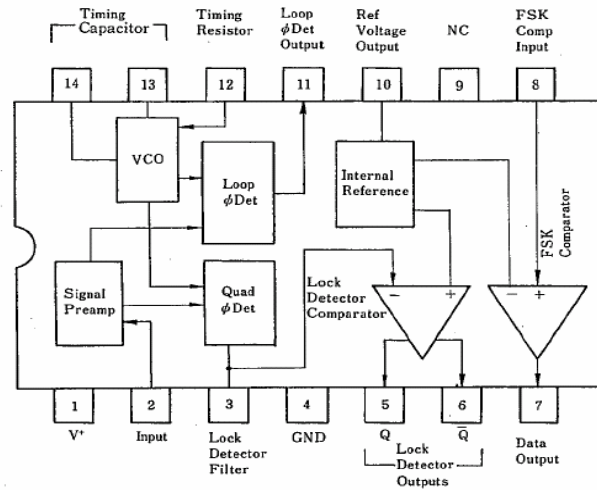 Timing
Capacitor
Timing
Resistor
Loop
φDet
Output
Ref
Voltage
Output
NC
FSK
Comp
Input
14
13
12
11
10
9
8
VCO
Loop
φDet
Internal
Reference
FSK
Comparator
Signal
Preamp
Quad
φDet
Lock
Detector
Comparator
− +
− +
1
2
3
4
5
6
7
V+
Input
Lock
Detector
Filter
GND
Q
Q̅
Lock
Detector
Outputs
Data
Output